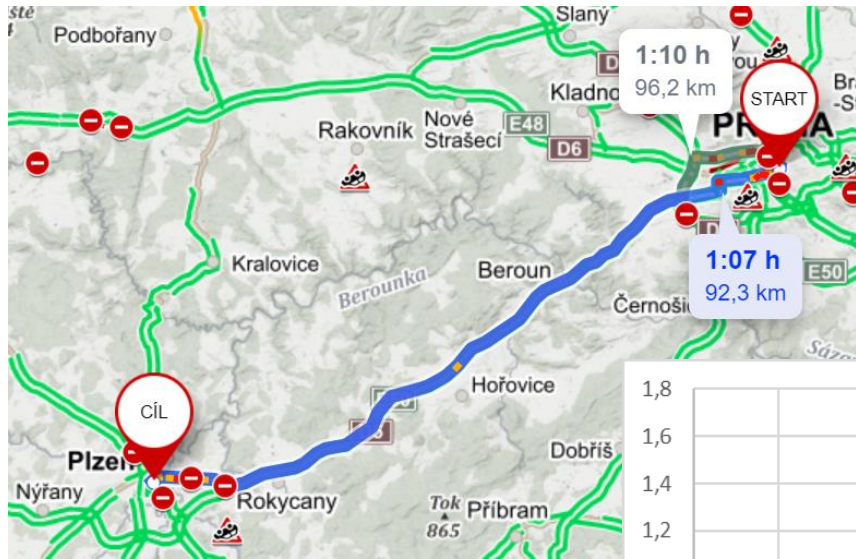 Podbořany
Slaný
1:10 h
96,2 km
Kladno
START
Nové
Strašecí
Rakovník
E48
D6
Kralovice
Beroun
Berounka
1:07 h
92,3 km
E50
Hořovice
CÍL
Plzeň
Nýřany
Rokycany
Dobříš
Tok
865
Příbram
1,8
1,6
1,4
1,2